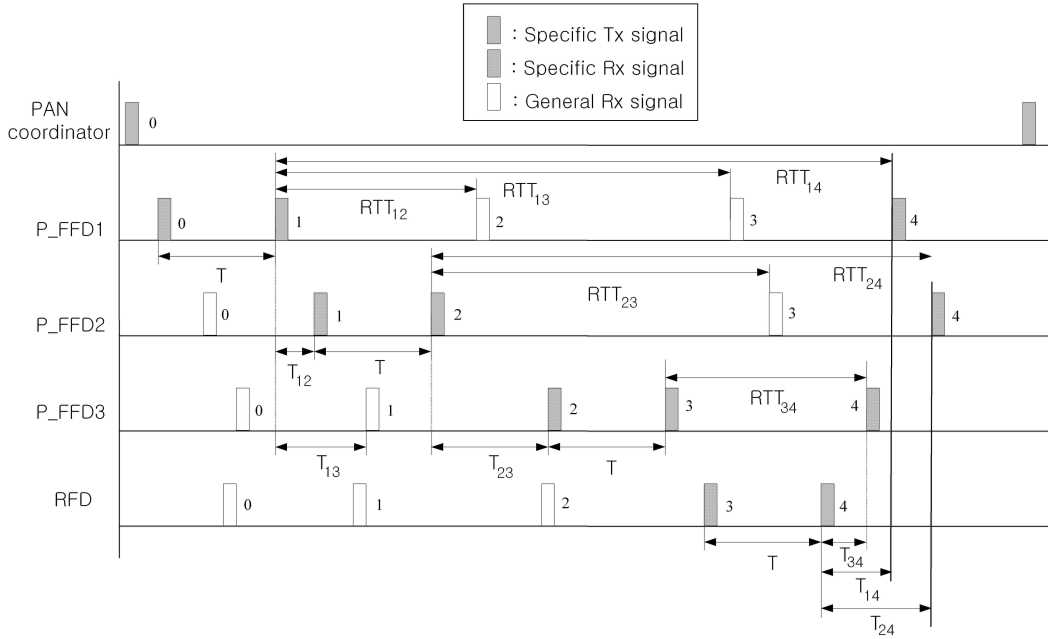 : Specific Tx signal
: Specific Rx signal
: General Rx signal
PAN
coordinator
0
RTT14
RTT13
RTT12
P_FFD1
0
1
2
3
4
T
RTT24
RTT23
P_FFD2
0
1
2
3
4
T12
T
RTT34
P_FFD3
0
1
2
3
4
T13
T23
T
RFD
0
1
2
3
4
T
T34
T14
T24